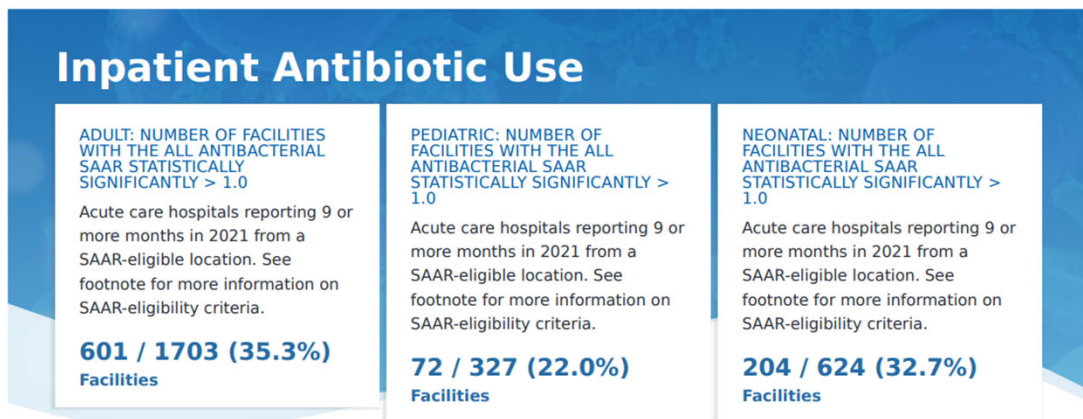 Inpatient Antibiotic Use
ADULT: NUMBER OF FACILITIES
WITH THE ALL ANTIBACTERIAL
SAAR STATISTICALLY
SIGNIFICANTLY > 1.0
Acute care hospitals reporting 9 or
more months in 2021 from a
SAAR-eligible location. See
footnote for more information on
SAAR-eligibility criteria.
601 / 1703 (35.3%)
Facilities
PEDIATRIC: NUMBER OF
FACILITIES WITH THE ALL
ANTIBACTERIAL SAAR
STATISTICALLY SIGNIFICANTLY >
1.0
Acute care hospitals reporting 9 or
more months in 2021 from a
SAAR-eligible location. See
footnote for more information on
SAAR-eligibility criteria.
72 / 327 (22.0%)
Facilities
NEONATAL: NUMBER OF
FACILITIES WITH THE ALL
ANTIBACTERIAL SAAR
STATISTICALLY SIGNIFICANTLY >
1.0
Acute care hospitals reporting 9 or
more months in 2021 from a
SAAR-eligible location. See
footnote for more information on
SAAR-eligibility criteria.
204 / 624 (32.7%)
Facilities